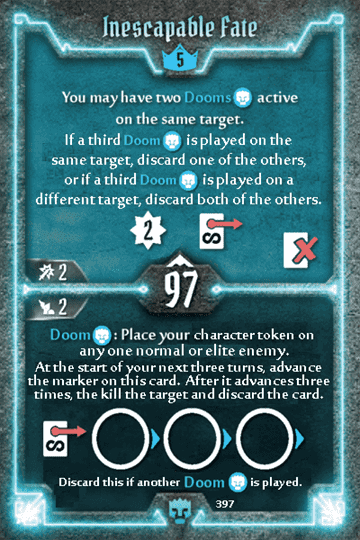 Inescapable Fate
5
You may have two Dooms active
on the same target.
If a third Doom is played on the
same target, discard one of the others,
or if a third Doom is played on a
different target, discard both of the others.
2
8
2
97
2
Doom: Place your character token on
any one normal or elite enemy.
At the start of your next three turns, advance
the marker on this card. After it advances three
times, the kill the target and discard the card.
8
Discard this if another Doom is played.
397